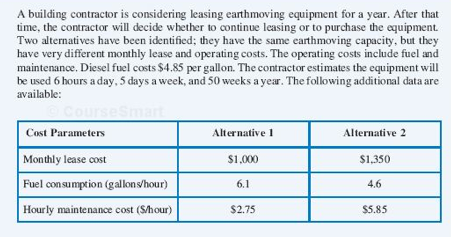 A building contractor is considering leasing earthmoving equipment for a year. After that
time, the contractor will decide whether to continue leasing or to purchase the equipment.
Two alternatives have been identified; they have the same earthmoving capacity, but they
have very different monthly lease and operating costs. The operating costs include fuel and
maintenance. Diesel fuel costs $4.85 per gallon. The contractor estimates the equipment will
be used 6 hours a day, 5 days a week, and 50 weeks a year. The following additional data are
available:
© CourseSmart
Cost Parameters Alternative 1 Alternative 2
Monthly lease cost $1,000 $1,350
Fuel consumption (gallons/hour) 6.1 4.6
Hourly maintenance cost ($/hour) $2.75 $5.85